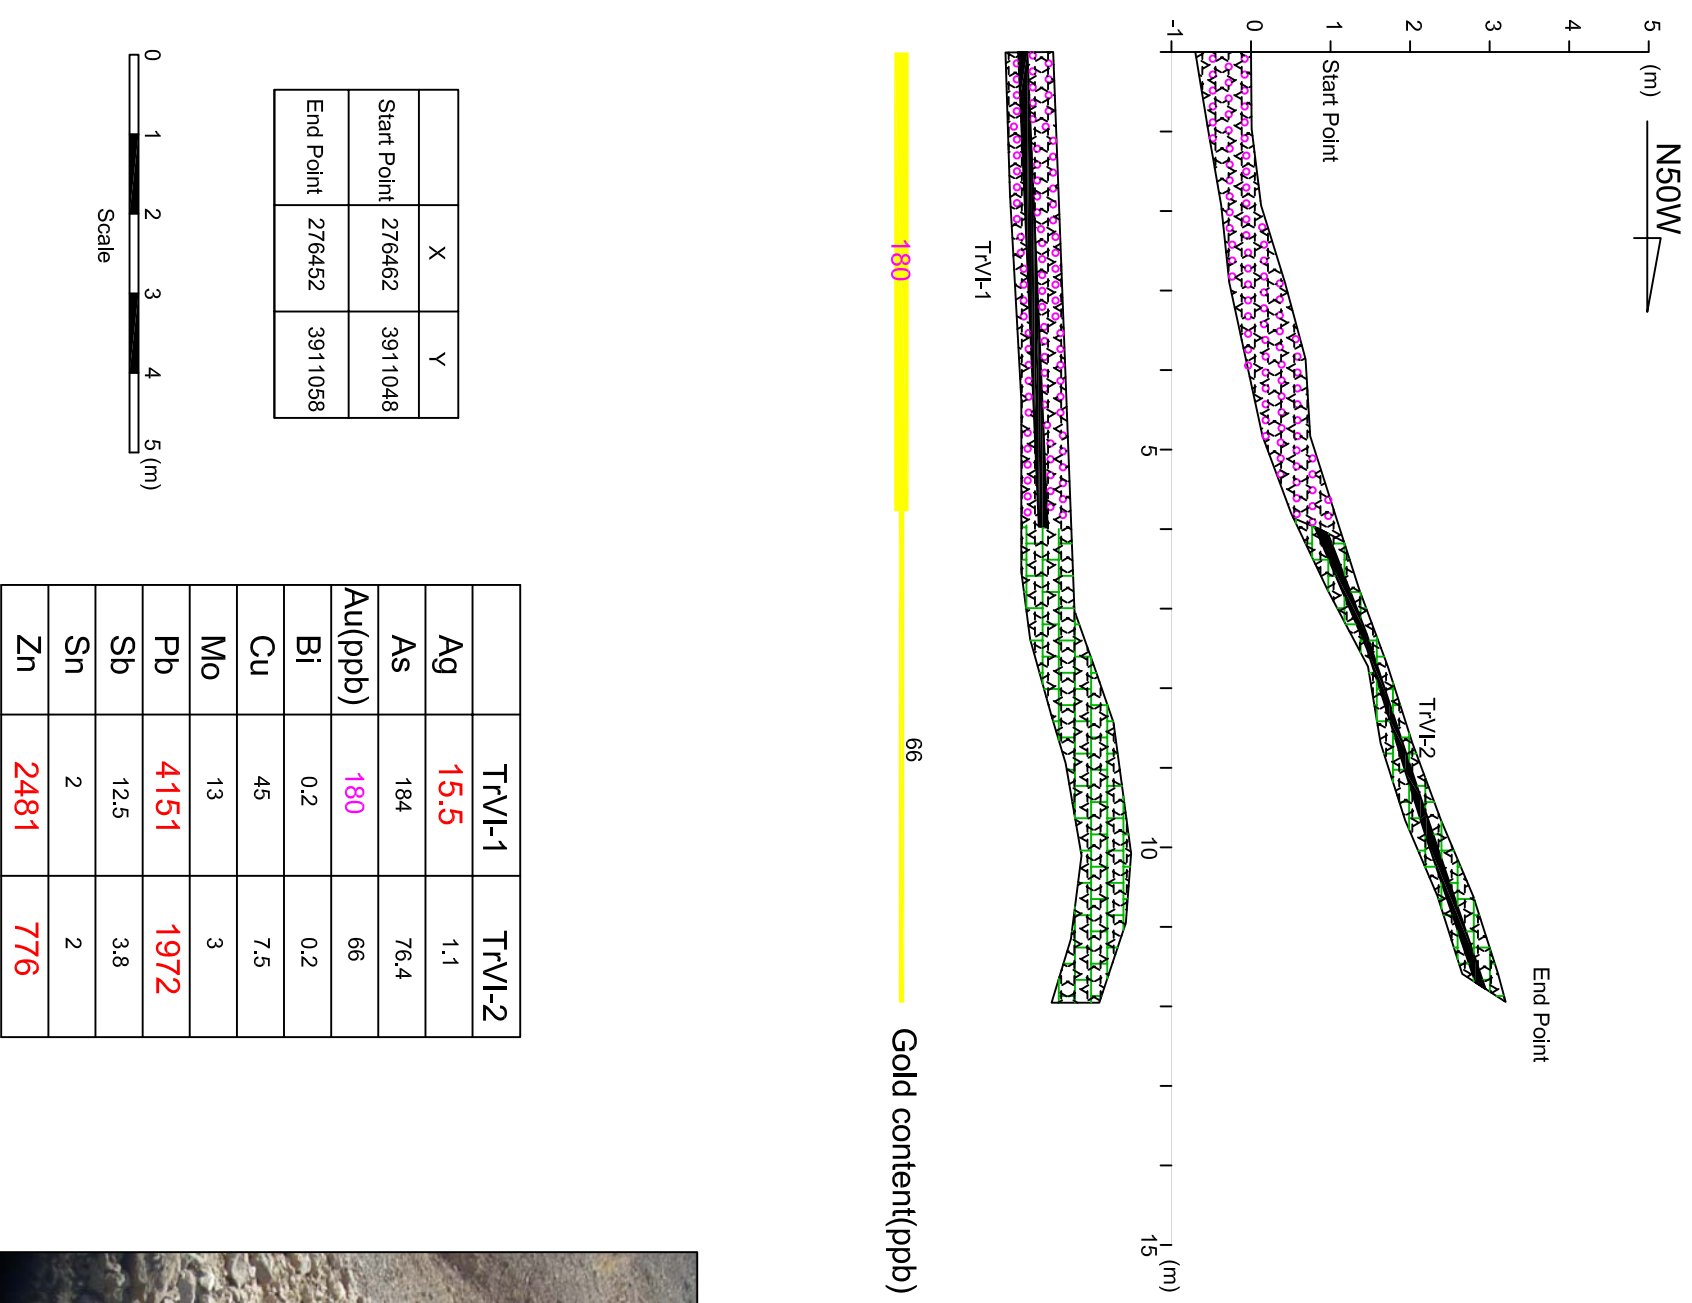 N50W
(m)
5
4
3
2
1
0
-1
Start Point
End Point
TrVI-2
5
10
15
(m)
TrVI-1
180
66
Gold content(ppb)
X Y
Start Point 276462 3911048
End Point 276452 3911058
0 1 2 3 4 5 (m)
Scale
TrVI-1 TrVI-2
Ag 15.5 1.1
As 184 76.4
Au(ppb) 180 66
Bi 0.2 0.2
Cu 45 7.5
Mo 13 3
Pb 4151 1972
Sb 12.5 3.8
Sn 2 2
Zn 2481 776